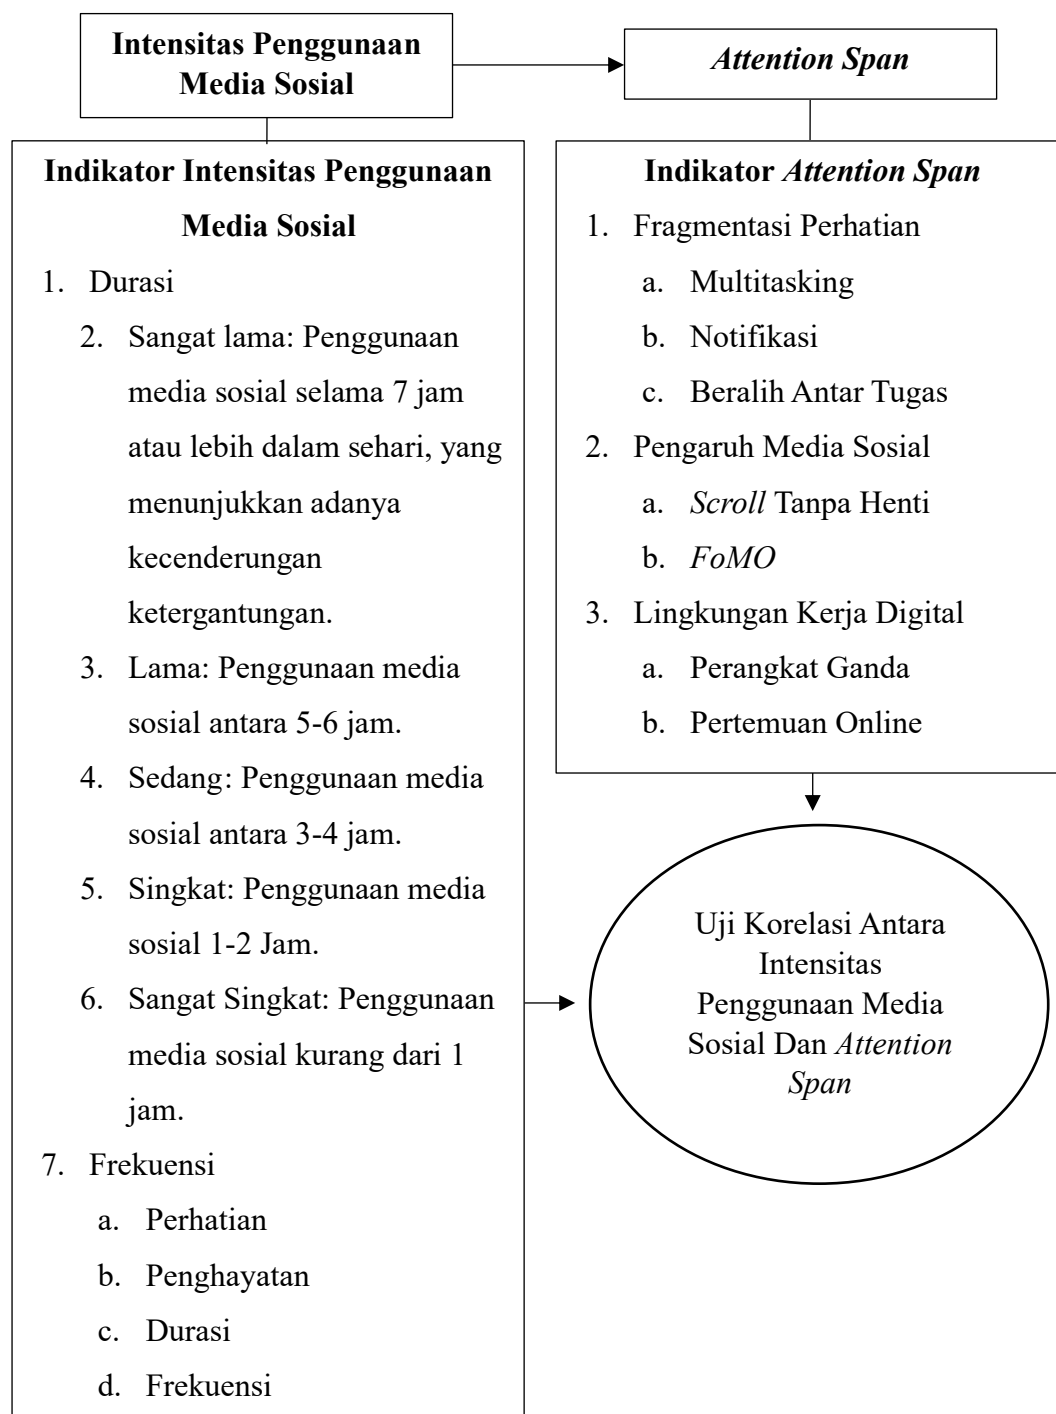 Intensitas Penggunaan
Media Sosial
Attention Span
Indikator Intensitas Penggunaan
Media Sosial
1. Durasi
2. Sangat lama: Penggunaan
media sosial selama 7 jam
atau lebih dalam sehari, yang
menunjukkan adanya
kecenderungan
ketergantungan.
3. Lama: Penggunaan media
sosial antara 5-6 jam.
4. Sedang: Penggunaan media
sosial antara 3-4 jam.
5. Singkat: Penggunaan media
sosial 1-2 Jam.
6. Sangat Singkat: Penggunaan
media sosial kurang dari 1
jam.
7. Frekuensi
a. Perhatian
b. Penghayatan
c. Durasi
d. Frekuensi
Indikator Attention Span
1. Fragmentasi Perhatian
a. Multitasking
b. Notifikasi
c. Beralih Antar Tugas
2. Pengaruh Media Sosial
a. Scroll Tanpa Henti
b. FoMO
3. Lingkungan Kerja Digital
a. Perangkat Ganda
b. Pertemuan Online
Uji Korelasi Antara
Intensitas
Penggunaan Media
Sosial Dan Attention
Span